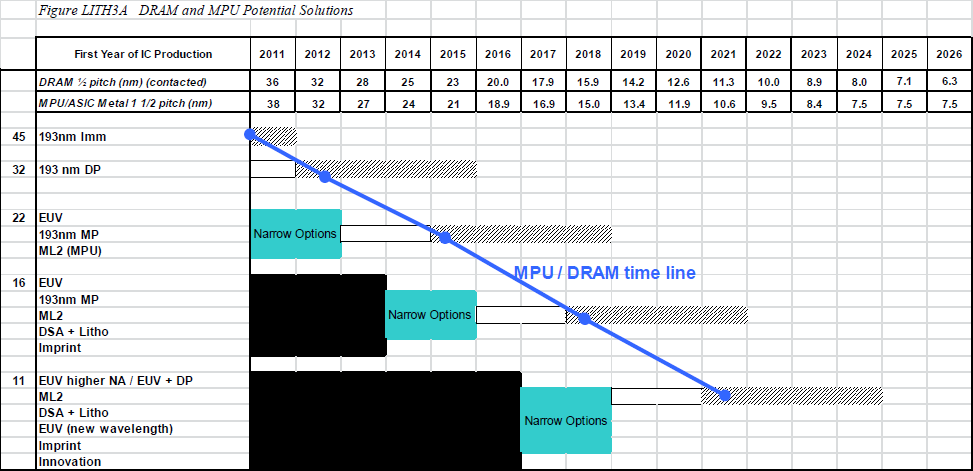 Figure LITH3A DRAM and MPU Potential Solutions
First Year of IC Production 2011 2012 2013 2014 2015 2016 2017 2018 2019 2020 2021 2022 2023 2024 2025 2026
DRAM ½ pitch (nm) (contacted) 36 32 28 25 23 20.0 17.9 15.9 14.2 12.6 11.3 10.0 8.9 8.0 7.1 6.3
MPU/ASIC Metal 1 1/2 pitch (nm) 38 32 27 24 21 18.9 16.9 15.0 13.4 11.9 10.6 9.5 8.4 7.5 7.5 7.5
45 193nm Imm
32 193 nm DP
22 EUV
193nm MP Narrow Options
ML2 (MPU)
MPU / DRAM time line
16 EUV
193nm MP
ML2 Narrow Options
DSA + Litho
Imprint
11 EUV higher NA / EUV + DP
ML2
DSA + Litho Narrow Options
EUV (new wavelength)
Imprint
Innovation